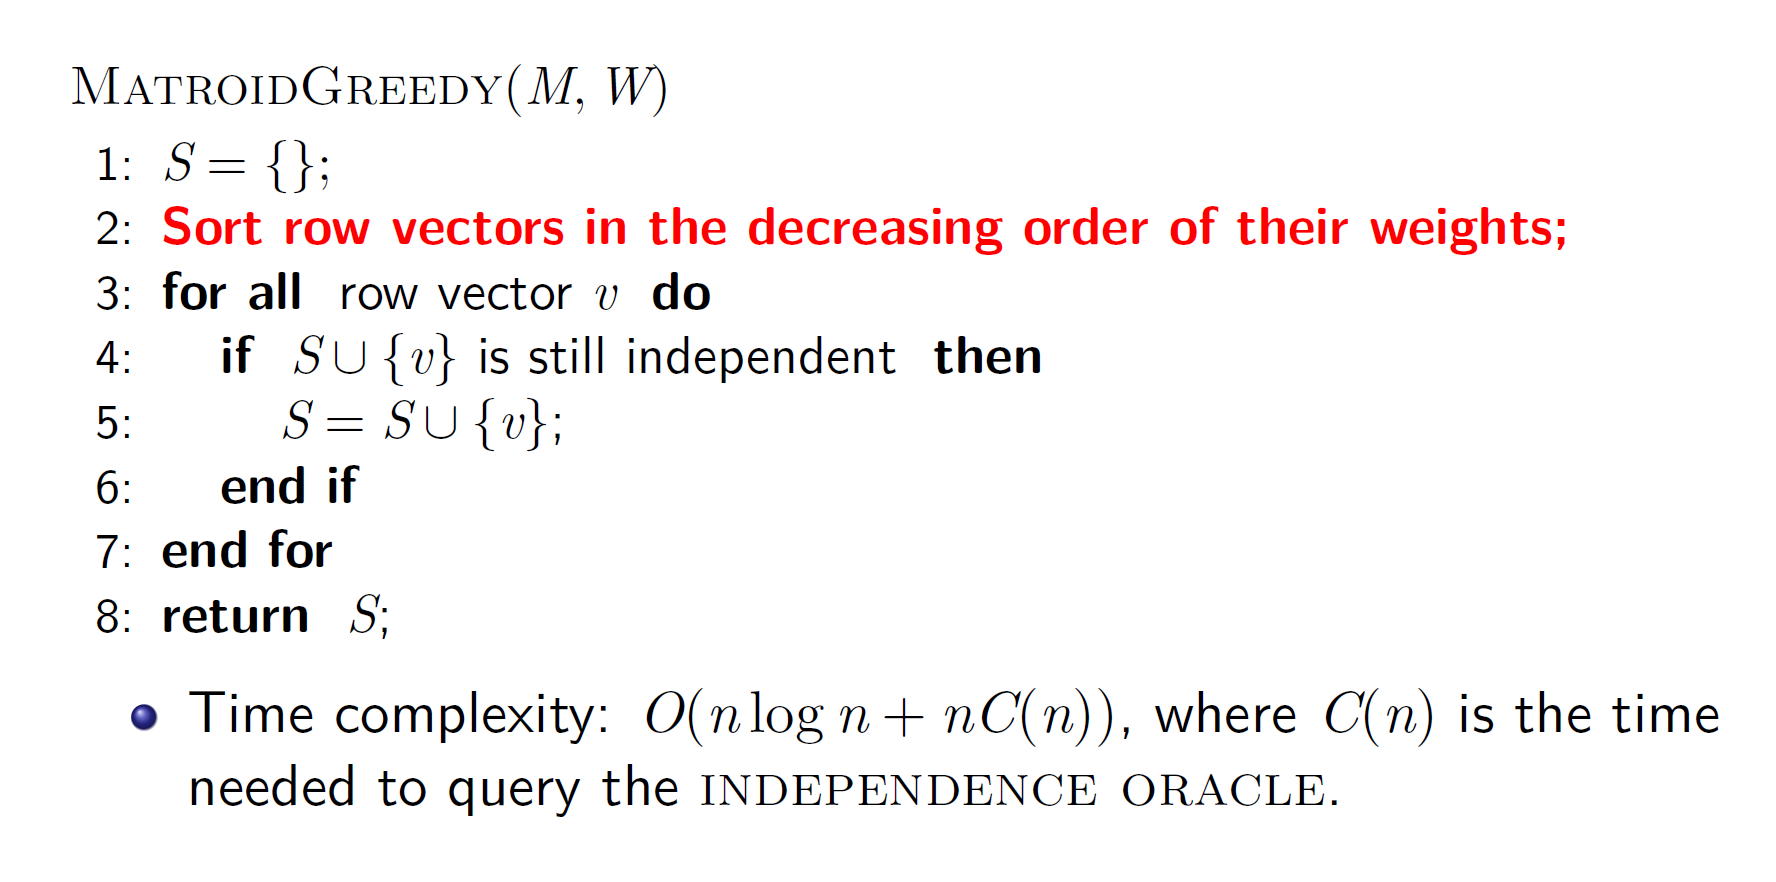 MATROIDGREEDY(M, W)
1: S = {};
2: Sort row vectors in the decreasing order of their weights;
3: for all row vector v do
4: if S ∪ {v} is still independent then
5: S = S ∪ {v};
6: end if
7: end for
8: return S;
• Time complexity: O(n log n + nC(n)), where C(n) is the time
needed to query the INDEPENDENCE ORACLE.